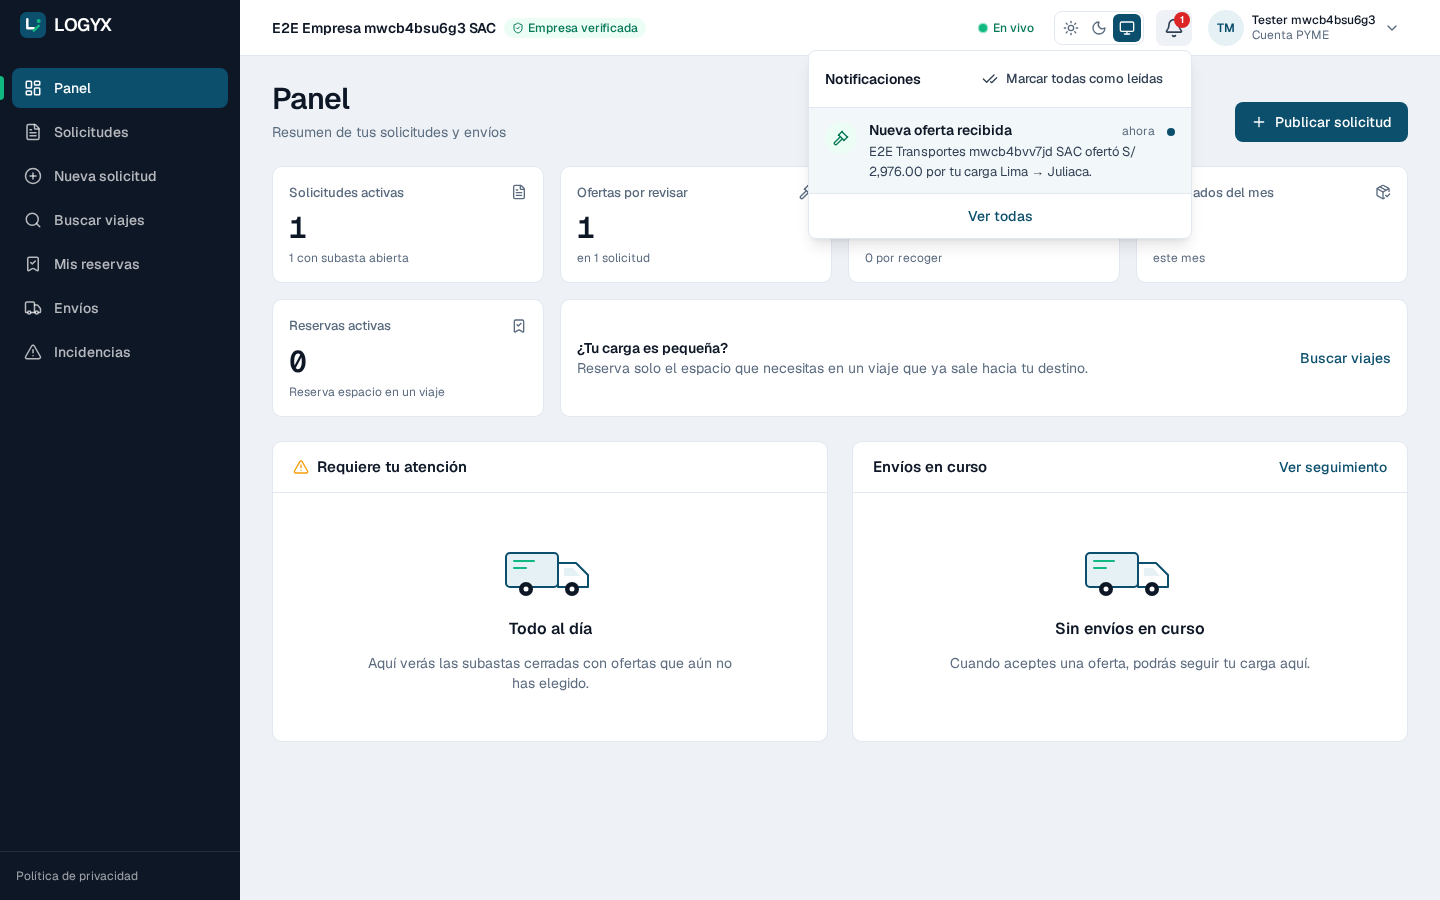 LOGYX
E2E Empresa mwcb4bsu6g3 SAC
Empresa verificada
En vivo
1
TM
Tester mwcb4bsu6g3
Cuenta PYME
Panel
Solicitudes
Nueva solicitud
Buscar viajes
Mis reservas
Envíos
Incidencias
Política de privacidad
Panel
Resumen de tus solicitudes y envíos
Publicar solicitud
Notificaciones
Marcar todas como leídas
Nueva oferta recibida
ahora
E2E Transportes mwcb4bvv7jd SAC ofertó S/
2,976.00 por tu carga Lima → Juliaca.
Ver todas
Solicitudes activas
1
1 con subasta abierta
Ofertas por revisar
1
en 1 solicitud
0 por recoger
del mes
este mes
Reservas activas
0
Reserva espacio en un viaje
¿Tu carga es pequeña?
Reserva solo el espacio que necesitas en un viaje que ya sale hacia tu destino.
Buscar viajes
Requiere tu atención
Todo al día
Aquí verás las subastas cerradas con ofertas que aún no
has elegido.
Envíos en curso
Ver seguimiento
Sin envíos en curso
Cuando aceptes una oferta, podrás seguir tu carga aquí.